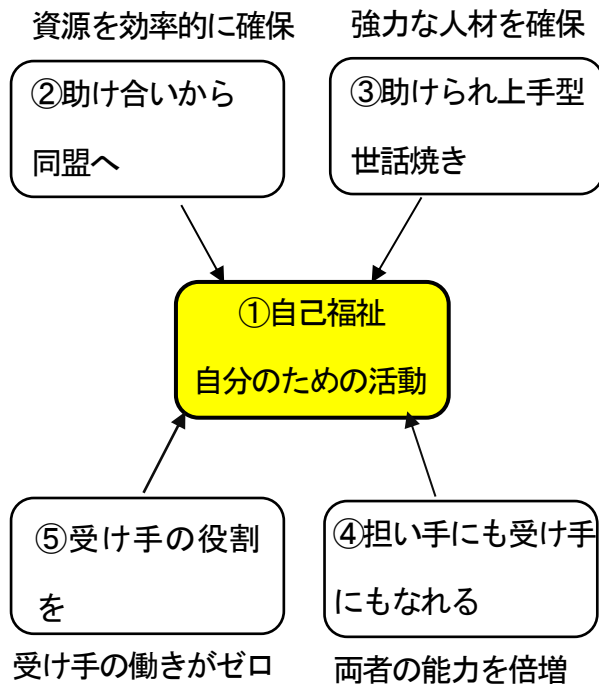 資源を効率的に確保
強力な人材を確保
②助け合いから
同盟へ
③助けられ上手型
世話焼き
①自己福祉
自分のための活動
⑤受け手の役割
を
④担い手にも受け手
にもなれる
受け手の働きがゼロ
両者の能力を倍増